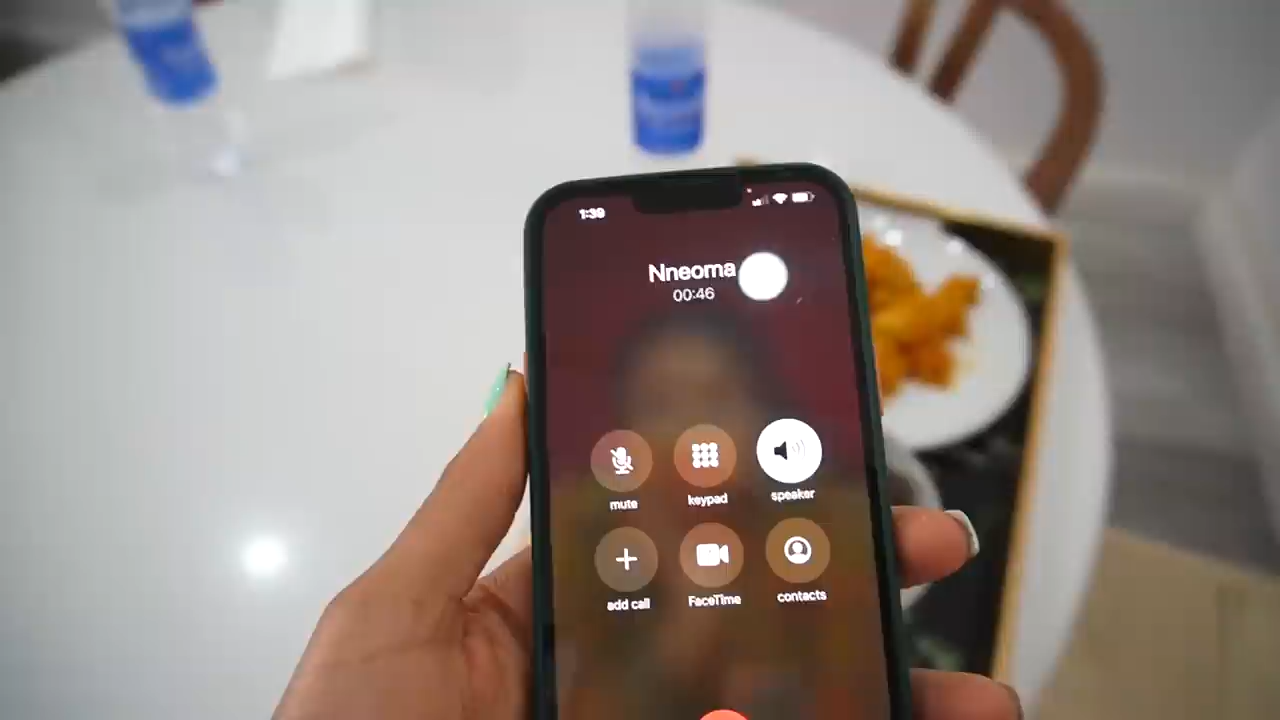 1:39
Nneoma
00:46
mute
keypad
speaker
add call
FaceTime
contacts